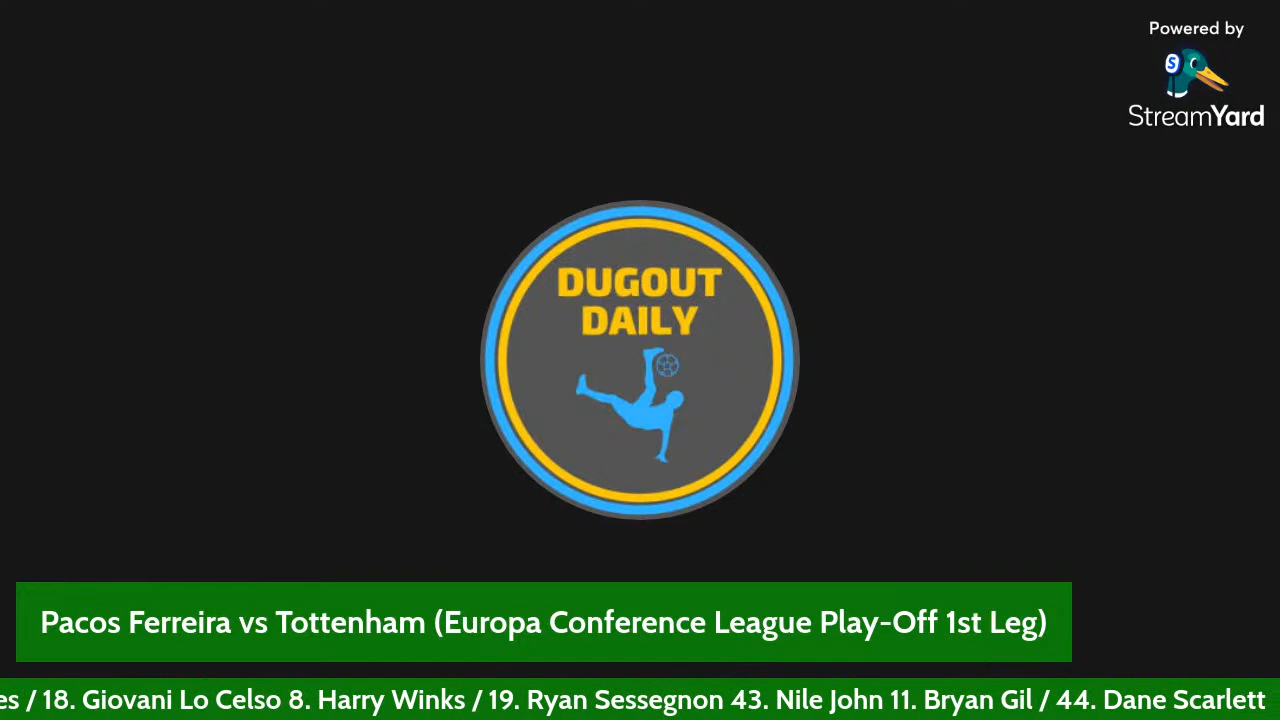 Powered by
S
StreamYard
DUGOUT
DAILY
Pacos Ferreira vs Tottenham (Europa Conference League Play-Off 1st Leg)
es / 18. Giovani Lo Celso 8. Harry Winks / 19. Ryan Sessegnon 43. Nile John 11. Bryan Gil / 44. Dane Scarlett